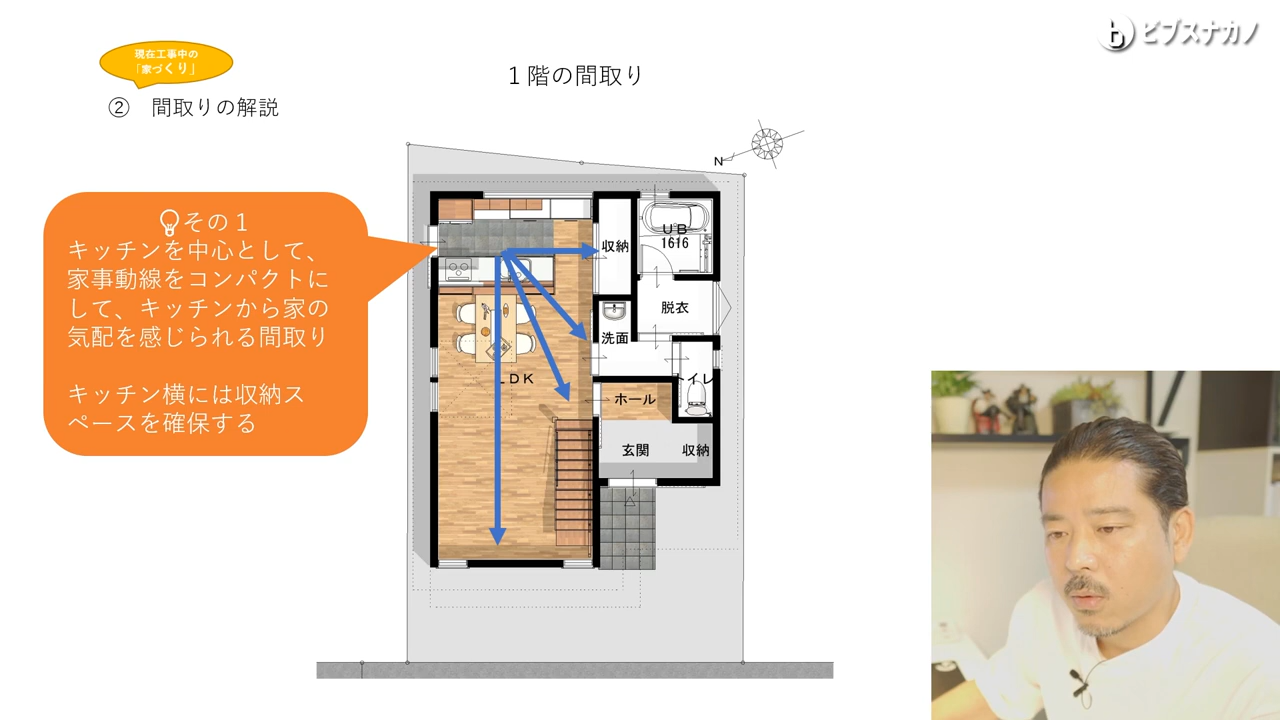 現在工事中の
「家づくり」
② 間取りの解説
１階の間取り
ビブスナカノ
N
その１
キッチンを中心として、
家事動線をコンパクトに
して、キッチンから家の
気配を感じられる間取り
キッチン横には収納ス
ペースを確保する
収納
UB
1616
脱衣
洗面
LDK
トイレ
ホール
玄関
収納